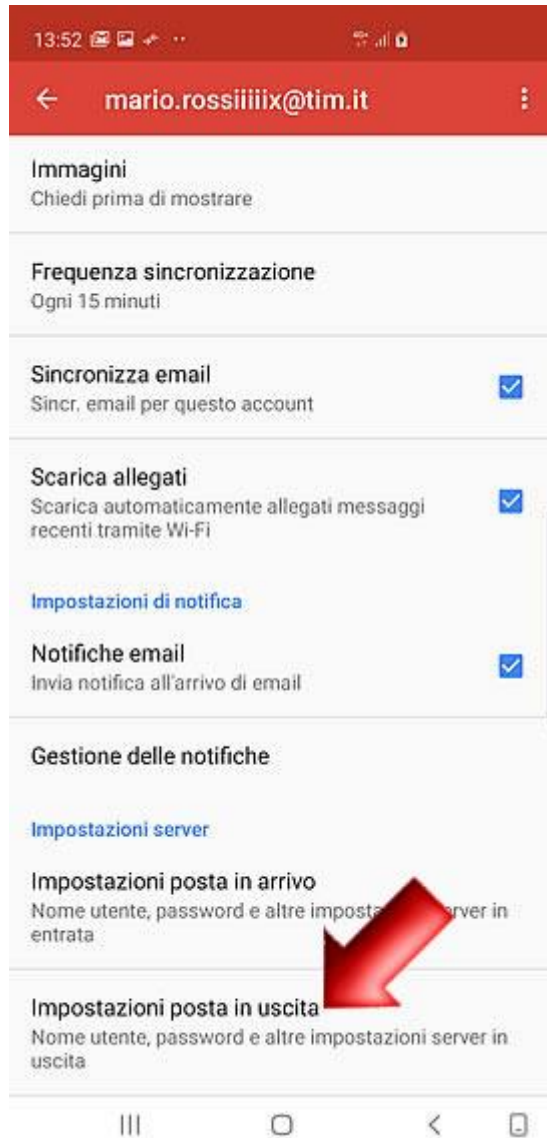 13:52
mario.rossiiiiix@tim.it
Immagini
Chiedi prima di mostrare
Frequenza sincronizzazione
Ogni 15 minuti
Sincronizza email
Sincr. email per questo account
Scarica allegati
Scarica automaticamente allegati messaggi
recenti tramite Wi-Fi
Impostazioni di notifica
Notifiche email
Invia notifica all'arrivo di email
Gestione delle notifiche
Impostazioni server
Impostazioni posta in arrivo
Nome utente, password e altre in
entrata
Impostazioni posta in uscita
Nome utente, password e altre impostazioni server in
uscita